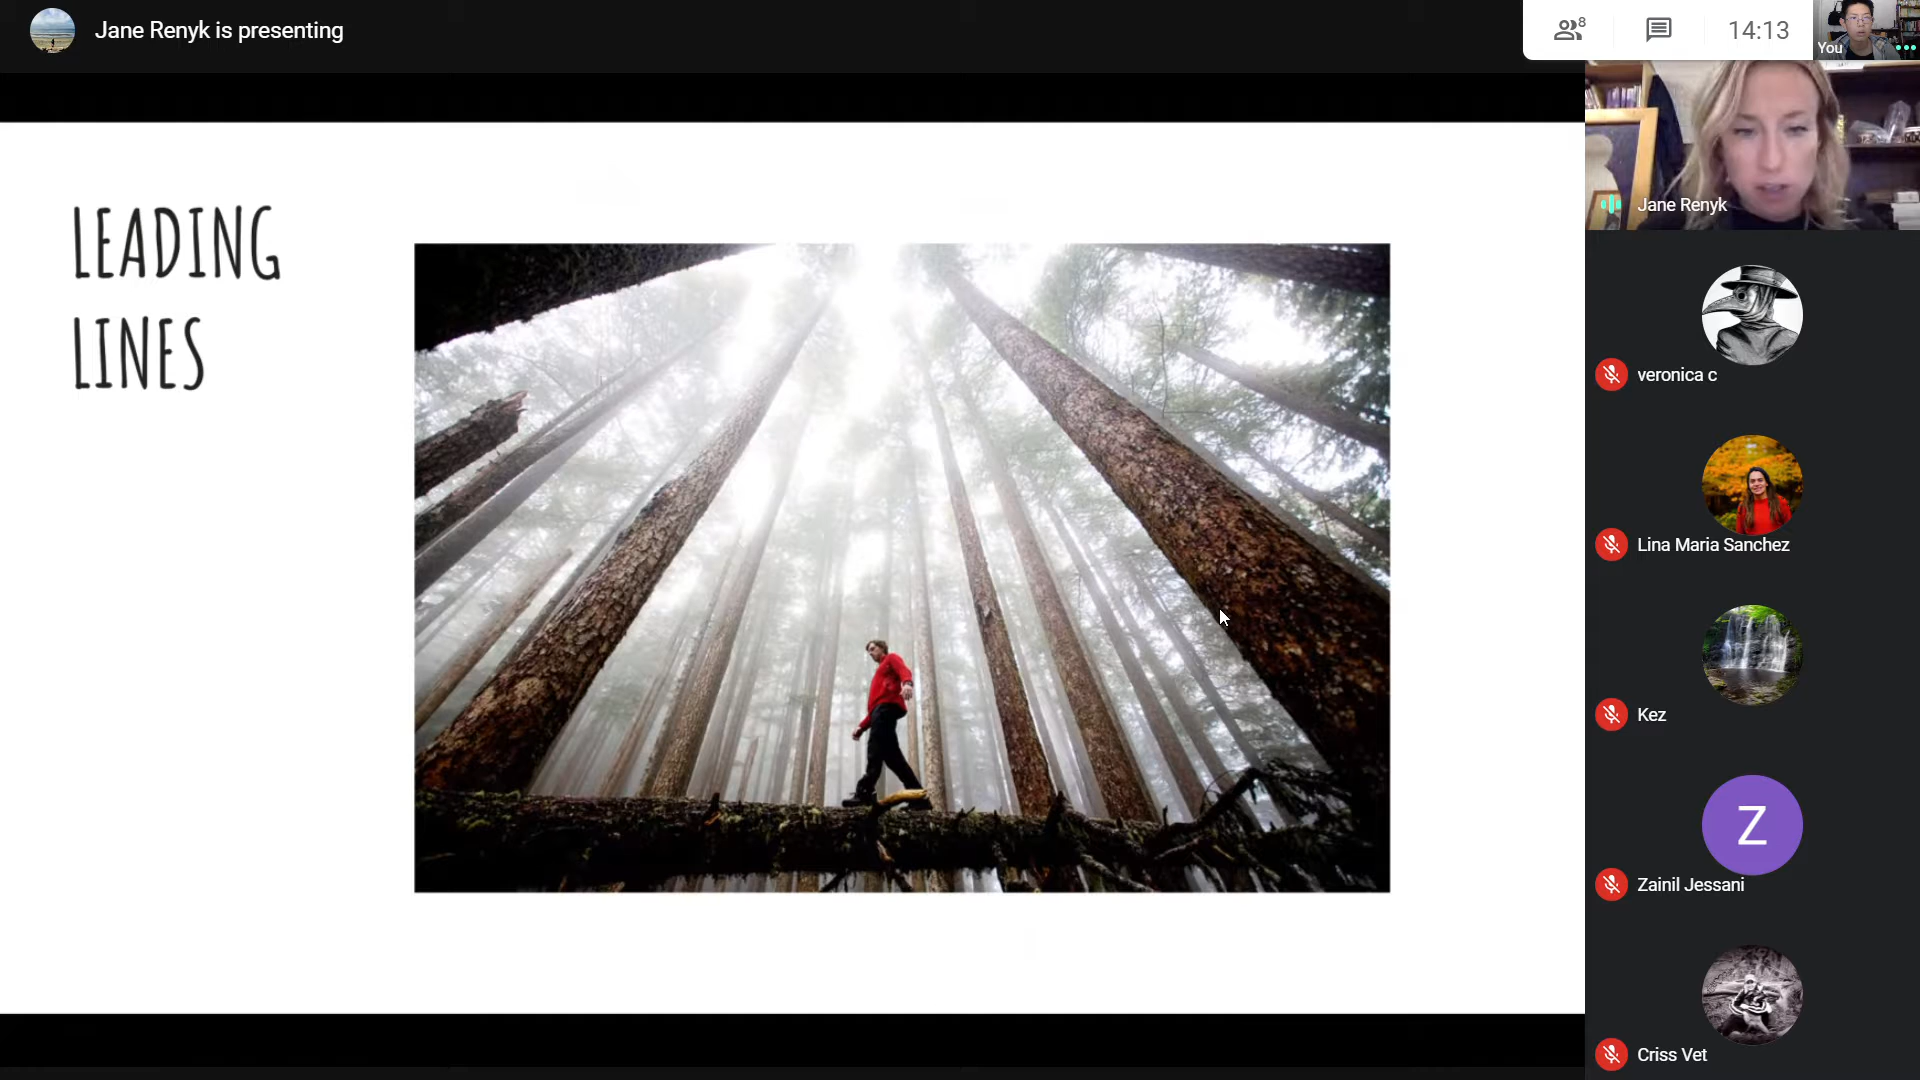 Jane Renyk is presenting
8
14:13
You
LEADING
LINES
Jane Renyk
veronica c
Lina Maria Sanchez
Kez
Z
Zainil Jessani
Criss Vet